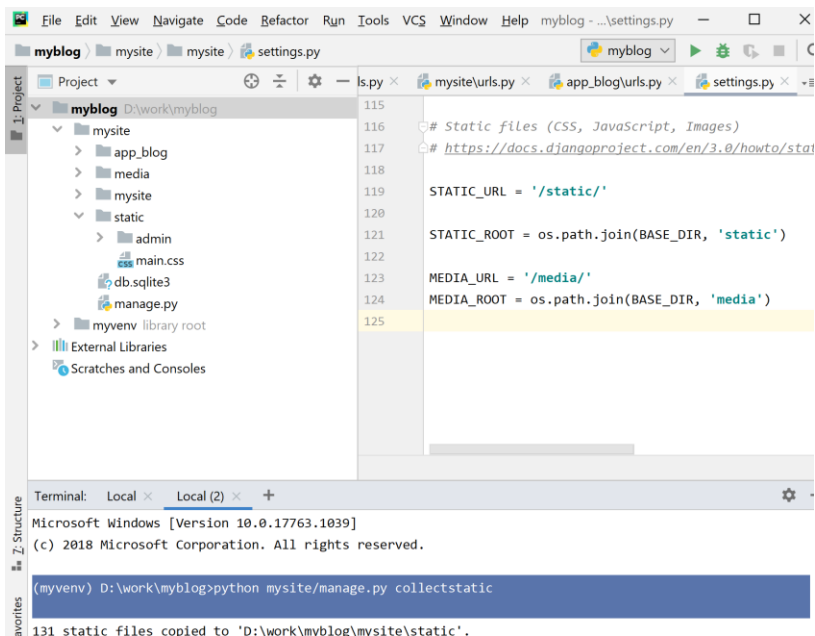 File Edit View Navigate Code Refactor Run Tools VCS Window Help myblog - ...\settings.py
myblog mysite mysite settings.py myblog
1: Project
Project
ls.py mysite\urls.py app_blog\urls.py settings.py
myblog D:\work\myblog
mysite
app_blog
media
mysite
static
admin
main.css
db.sqlite3
manage.py
myvenv library root
External Libraries
Scratches and Consoles
115
116 # Static files (CSS, JavaScript, Images)
117 # https://docs.djangoproject.com/en/3.0/howto/stat
118
119 STATIC_URL = '/static/'
120
121 STATIC_ROOT = os.path.join(BASE_DIR, 'static')
122
123 MEDIA_URL = '/media/'
124 MEDIA_ROOT = os.path.join(BASE_DIR, 'media')
125
Terminal: Local Local (2) +
Microsoft Windows [Version 10.0.17763.1039]
(c) 2018 Microsoft Corporation. All rights reserved.
(myvenv) D:\work\myblog>python mysite/manage.py collectstatic
131 static files copied to 'D:\work\myblog\mysite\static'.
7: Structure
avorites